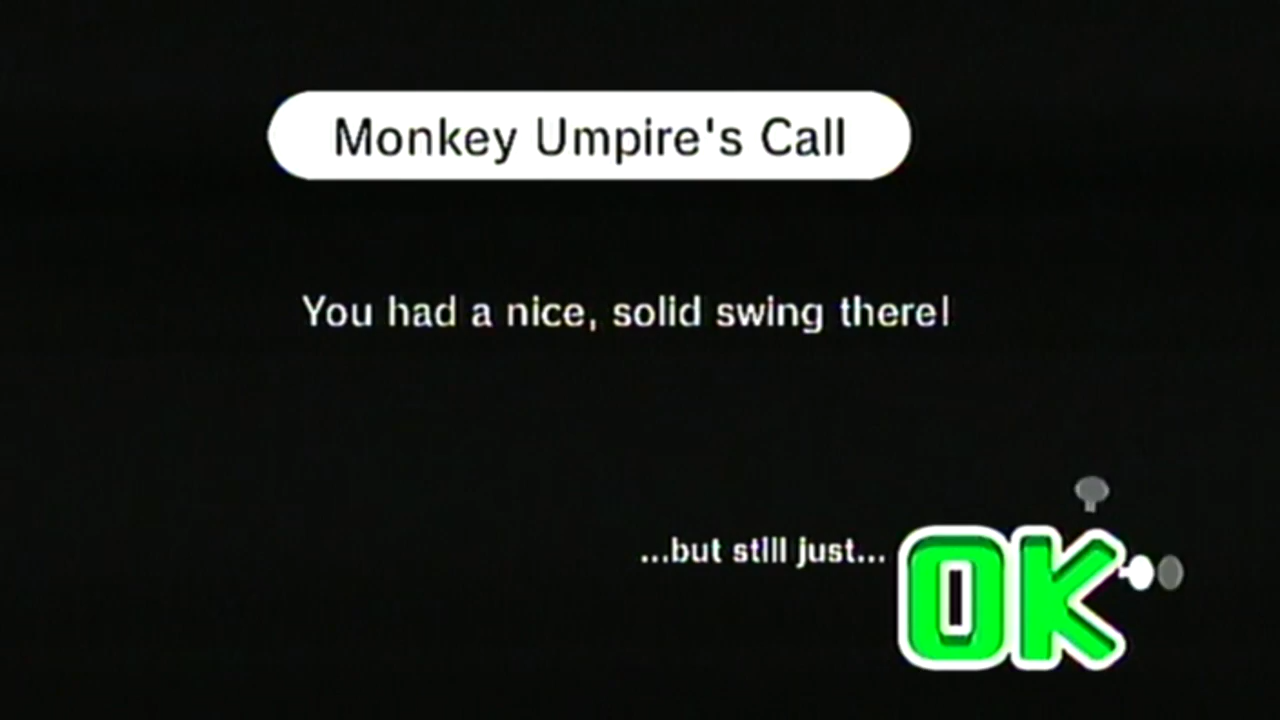 Monkey Umpire's Call
You had a nice, solid swing there!
...but still just...
OK